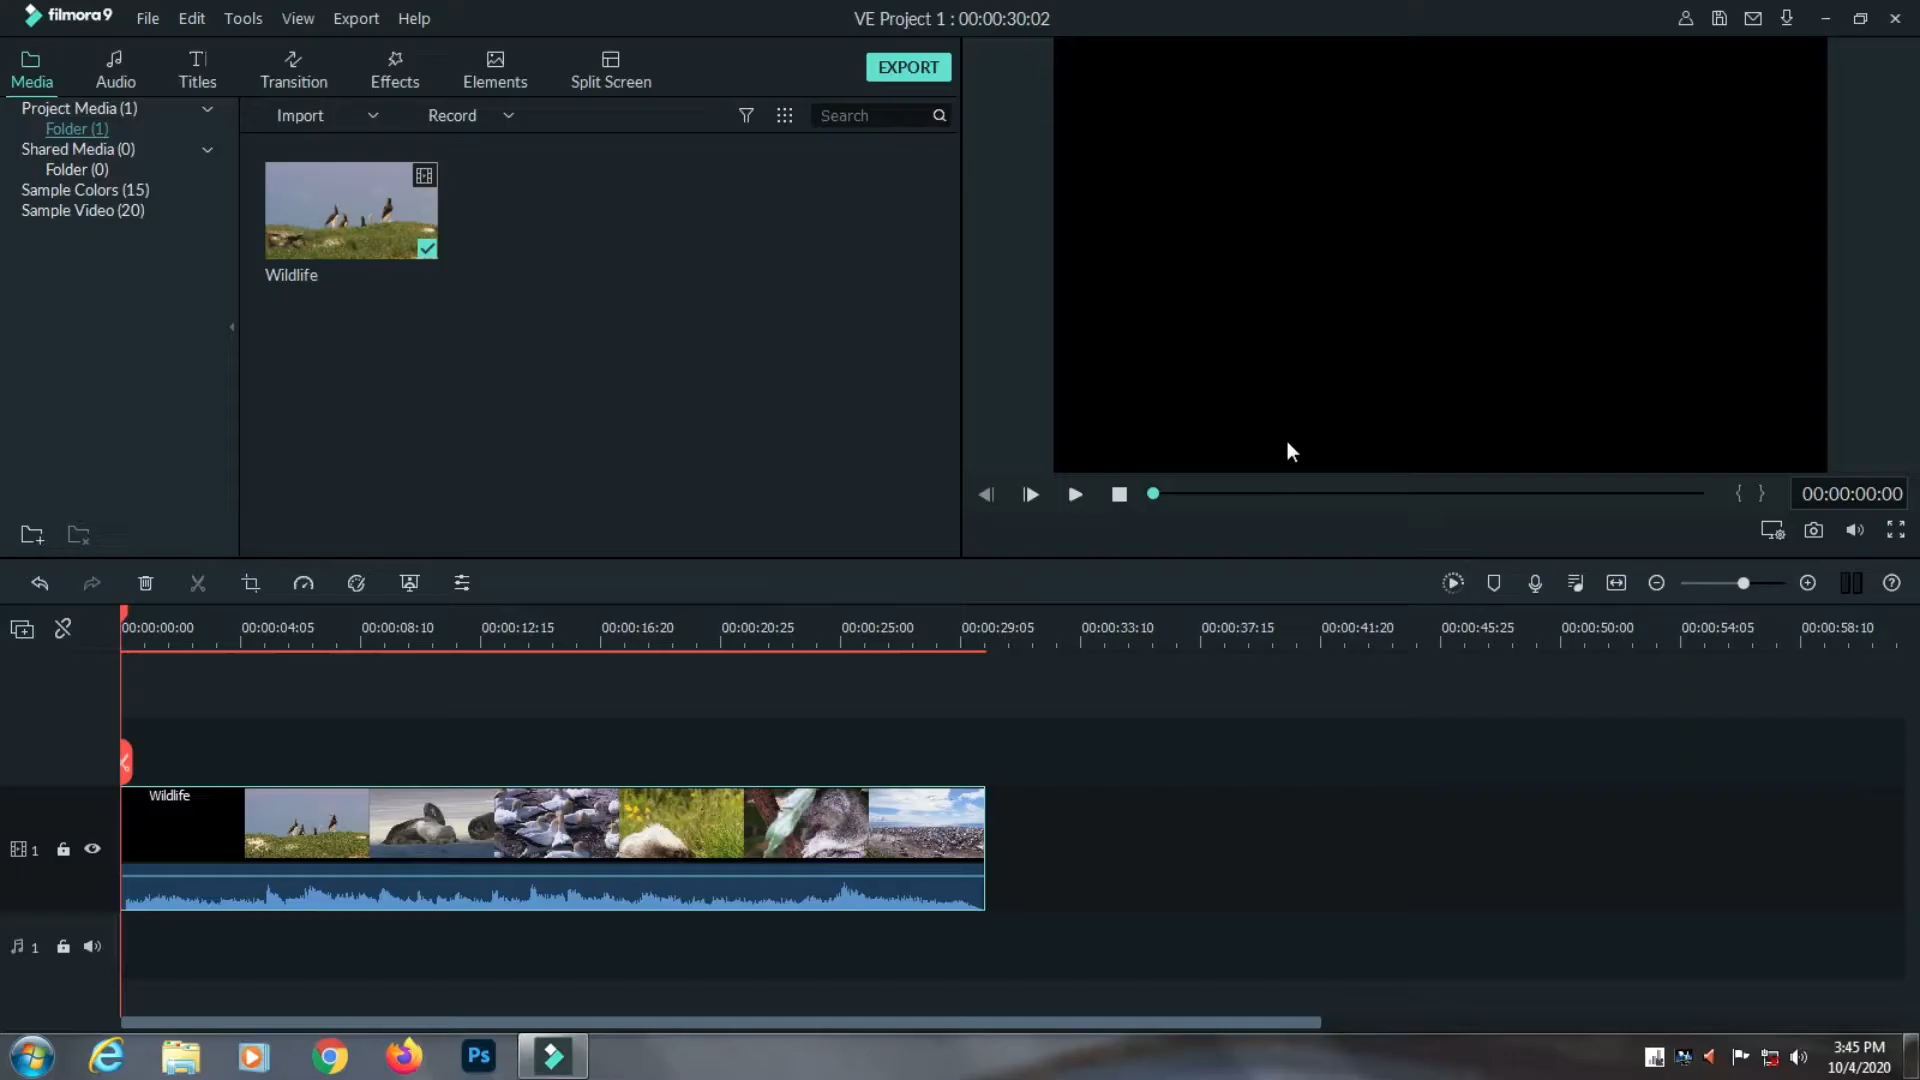 filmora9 File Edit Tools View Export Help VE Project 1 : 00:00:30:02
Media Audio Titles Transition Effects Elements Split Screen EXPORT
Project Media (1)
Folder (1)
Shared Media (0)
Folder (0)
Sample Colors (15)
Sample Video (20)
Import Record Search
Wildlife
00:00:00:00
00:00:00:00 00:00:04:05 00:00:08:10 00:00:12:15 00:00:16:20 00:00:20:25 00:00:25:00 00:00:29:05 00:00:33:10 00:00:37:15 00:00:41:20 00:00:45:25 00:00:50:00 00:00:54:05 00:00:58:10
Wildlife
1
1
Ps
3:45 PM
10/4/2020